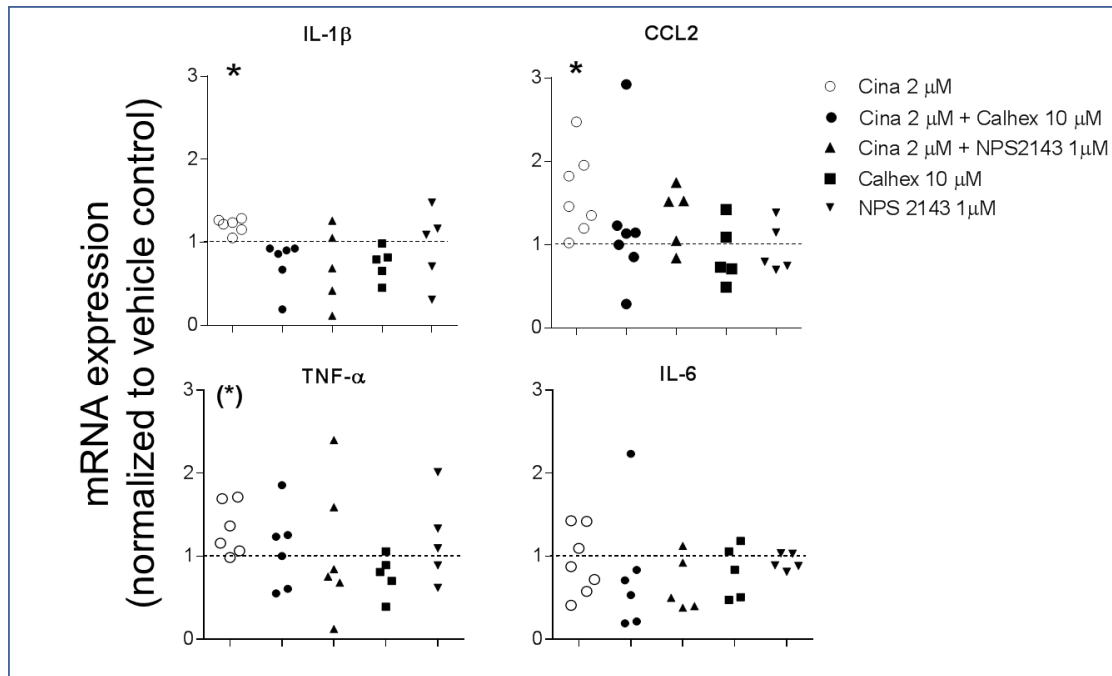 mRNA expression
(normalized to vehicle control)
IL-1β
*
3
2
1
0
CCL2
*
3
2
1
0
Cina 2 μM
Cina 2 μM + Calhex 10 μM
Cina 2 μM + NPS2143 1μM
Calhex 10 μM
NPS 2143 1μM
TNF-α
(*)
3
2
1
0
IL-6
3
2
1
0